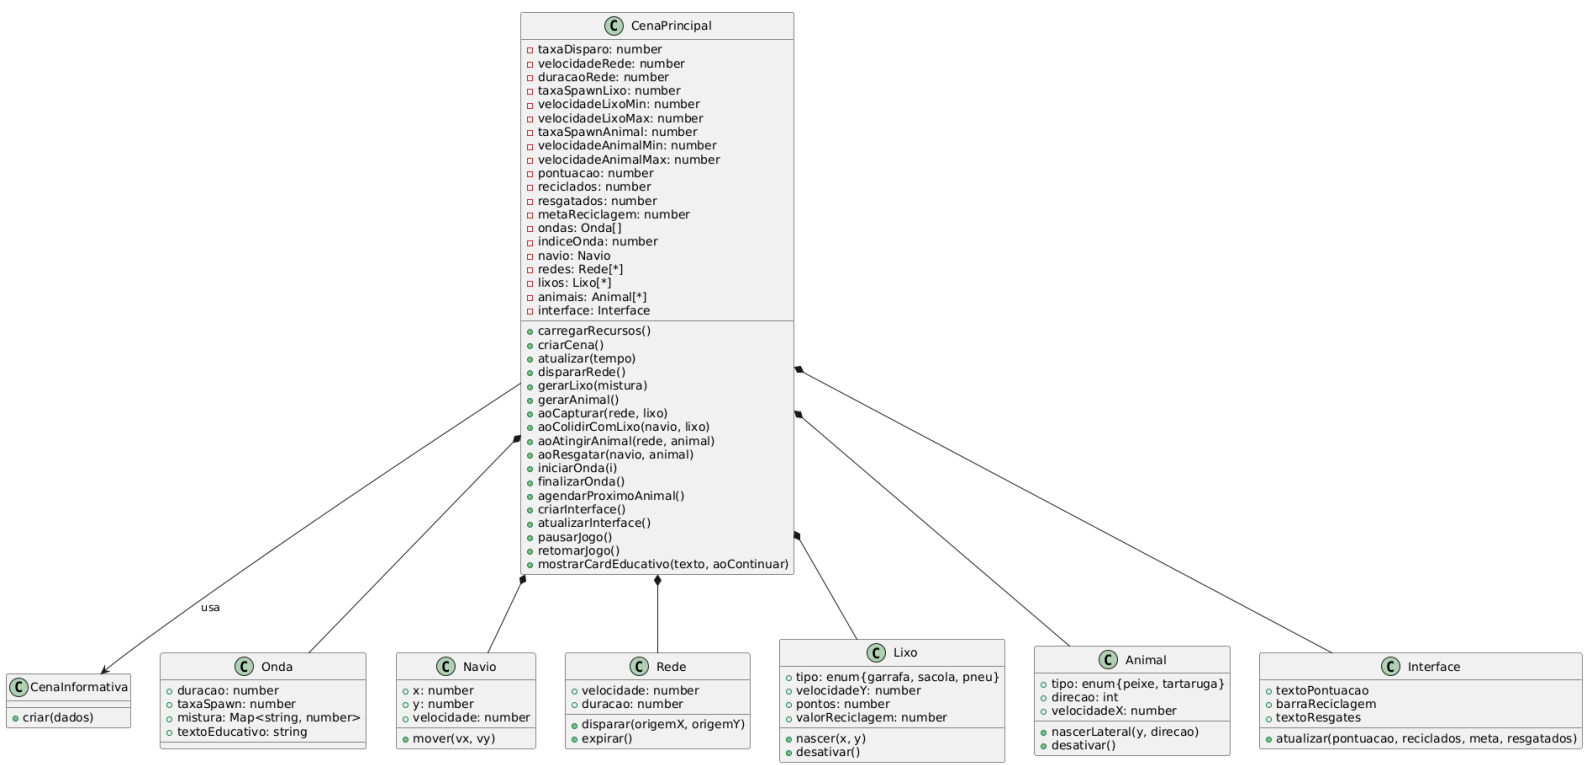 C CenaPrincipal
taxaDisparo: number
velocidadeRede: number
duracaoRede: number
taxaSpawnLixo: number
velocidadeLixoMin: number
velocidadeLixoMax: number
taxaSpawnAnimal: number
velocidadeAnimalMin: number
velocidadeAnimalMax: number
pontuacao: number
reciclados: number
resgatados: number
metaReciclagem: number
ondas: Onda[]
indiceOnda: number
navio: Navio
redes: Rede[*]
lixos: Lixo[*]
animais: Animal[*]
interface: Interface
carregarRecursos()
criarCena()
atualizar(tempo)
dispararRede()
gerarLixo(mistura)
gerarAnimal()
aoCapturar(rede, lixo)
aoColidirComLixo(navio, lixo)
aoAtingirAnimal(rede, animal)
aoResgatar(navio, animal)
iniciarOnda(i)
finalizarOnda()
agendarProximoAnimal()
criarInterface()
atualizarInterface()
pausarJogo()
retomarJogo()
mostrarCardEducativo(texto, aoContinuar)
usa
C CenaInformativa
criar(dados)
C Onda
duracao: number
taxaSpawn: number
mistura: Map<string, number>
textoEducativo: string
C Navio
x: number
y: number
velocidade: number
mover(vx, vy)
C Rede
velocidade: number
duracao: number
disparar(origemX, origemY)
expirar()
C Lixo
tipo: enum{garrafa, sacola, pneu}
velocidadeY: number
pontos: number
valorReciclagem: number
nascer(x, y)
desativar()
C Animal
tipo: enum{peixe, tartaruga}
direcao: int
velocidadeX: number
nascerLateral(y, direcao)
desativar()
C Interface
textoPontuacao
barraReciclagem
textoResgates
atualizar(pontuacao, reciclados, meta, resgatados)